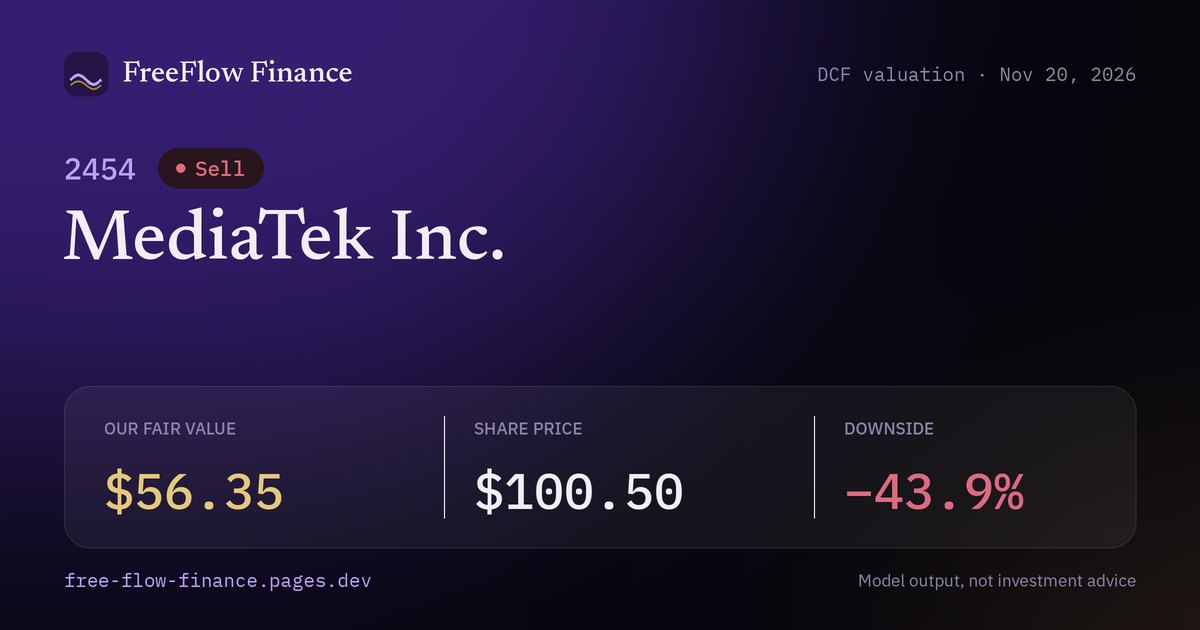 FreeFlow Finance
DCF valuation · Nov 20, 2026
2454
Sell
MediaTek Inc.
OUR FAIR VALUE
$56.35
SHARE PRICE
$100.50
DOWNSIDE
−43.9%
free-flow-finance.pages.dev
Model output, not investment advice